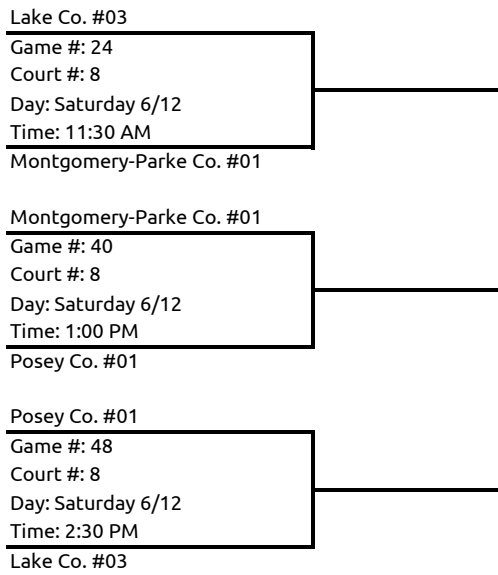 Lake Co. #03
Game #: 24
Court #: 8
Day: Saturday 6/12
Time: 11:30 AM
Montgomery-Parke Co. #01
Montgomery-Parke Co. #01
Game #: 40
Court #: 8
Day: Saturday 6/12
Time: 1:00 PM
Posey Co. #01
Posey Co. #01
Game #: 48
Court #: 8
Day: Saturday 6/12
Time: 2:30 PM
Lake Co. #03